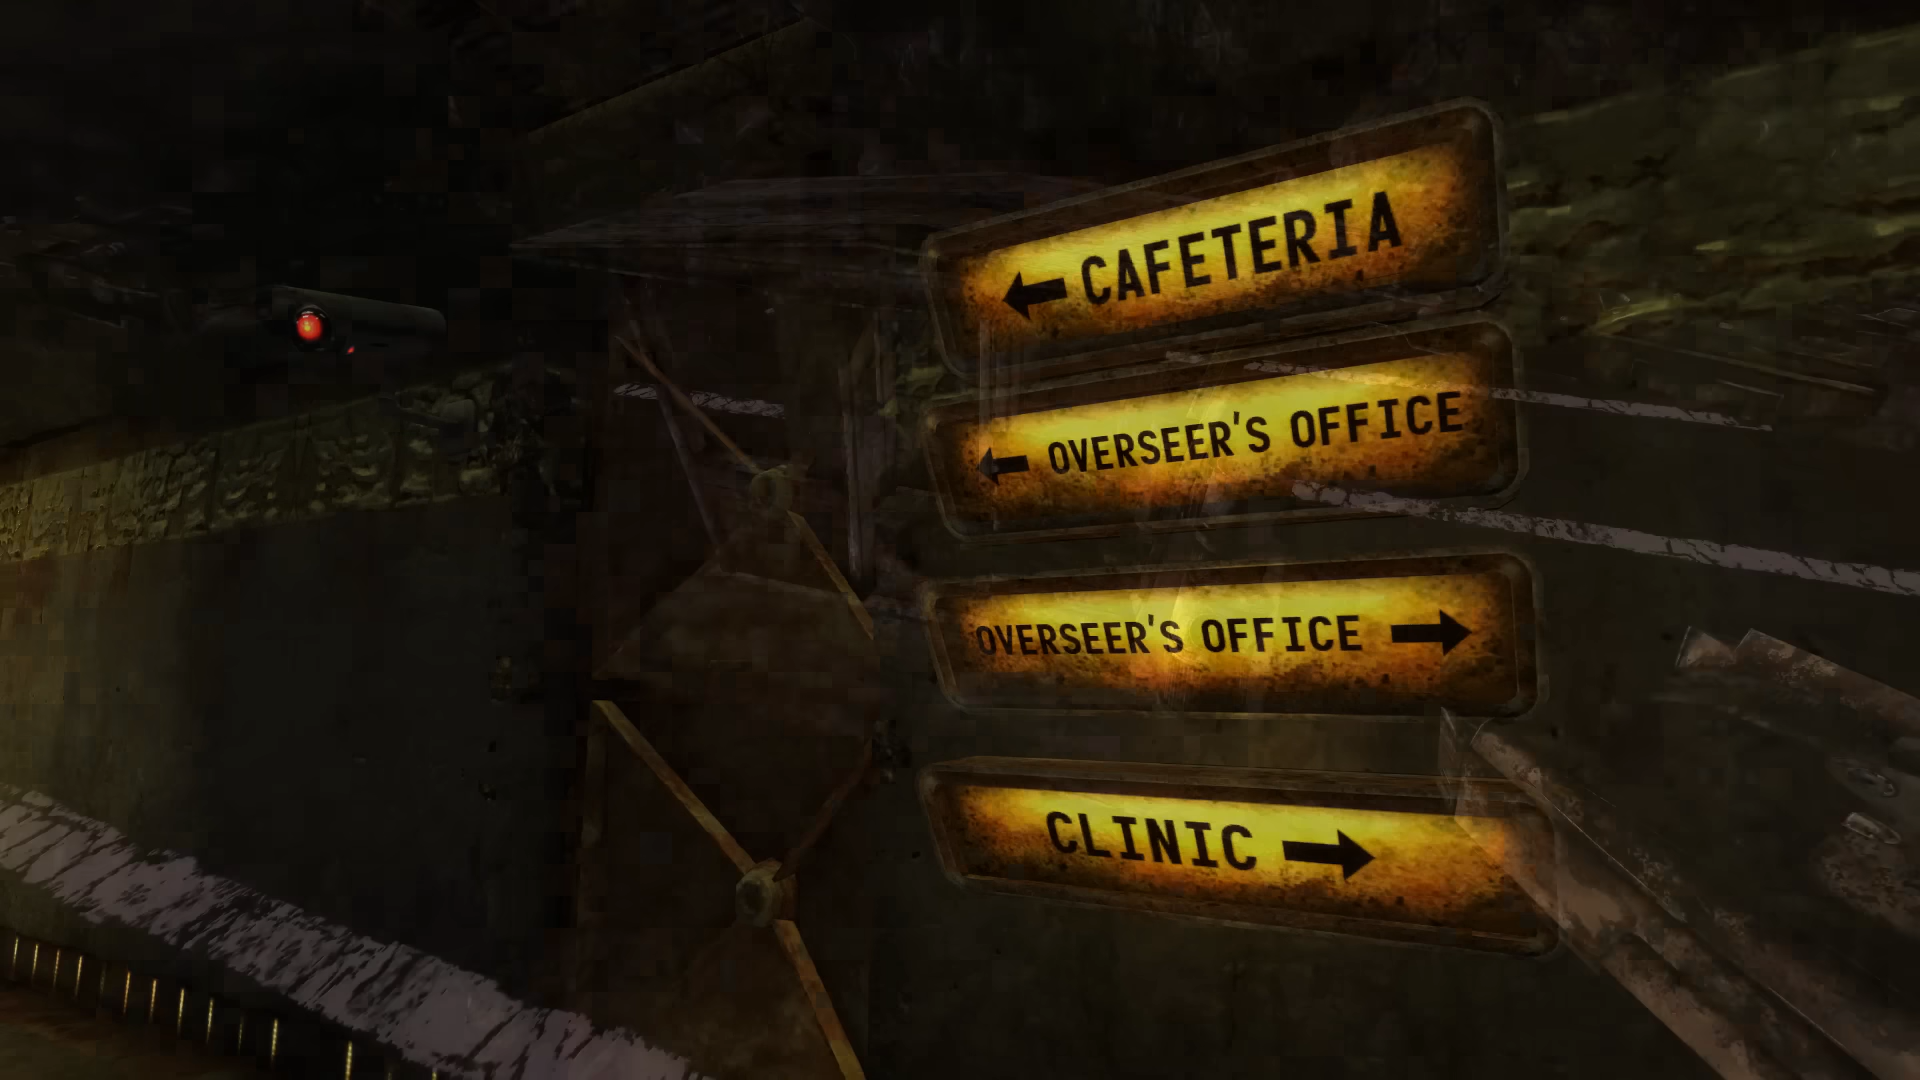 ← CAFETERIA
← OVERSEER'S OFFICE
OVERSEER'S OFFICE →
CLINIC →